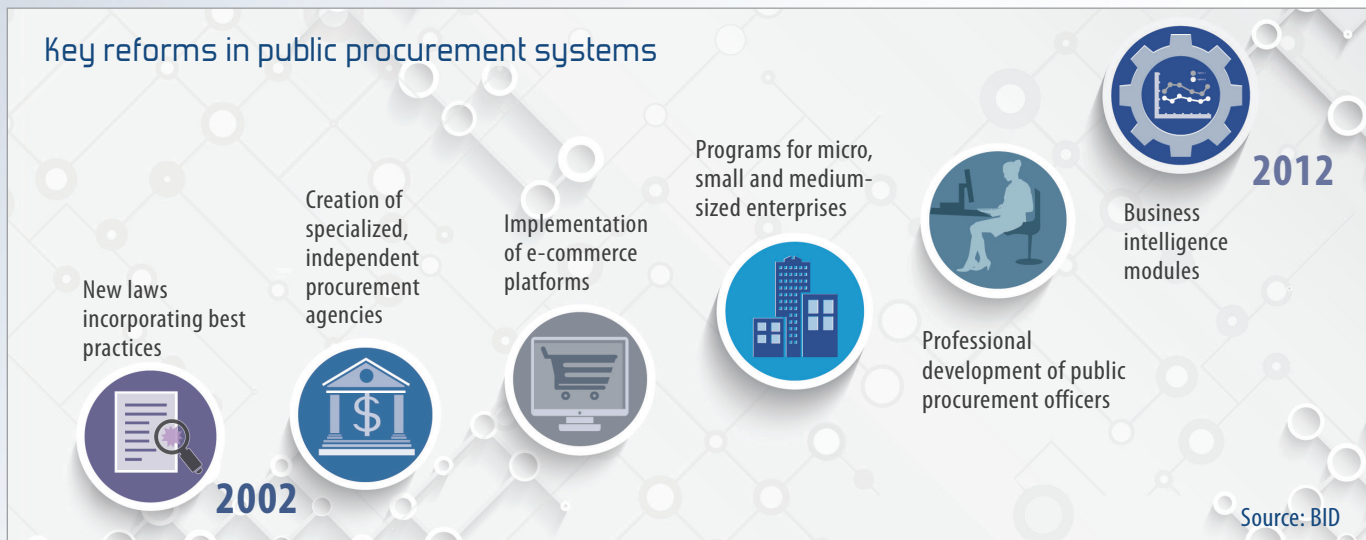 Key reforms in public procurement systems
New laws
incorporating best
practices
2002
Creation of
specialized,
independent
procurement
agencies
$
Implementation
of e-commerce
platforms
Programs for micro,
small and medium-
sized enterprises
Professional
development of public
procurement officers
2012
Business
intelligence
modules
Source: BID